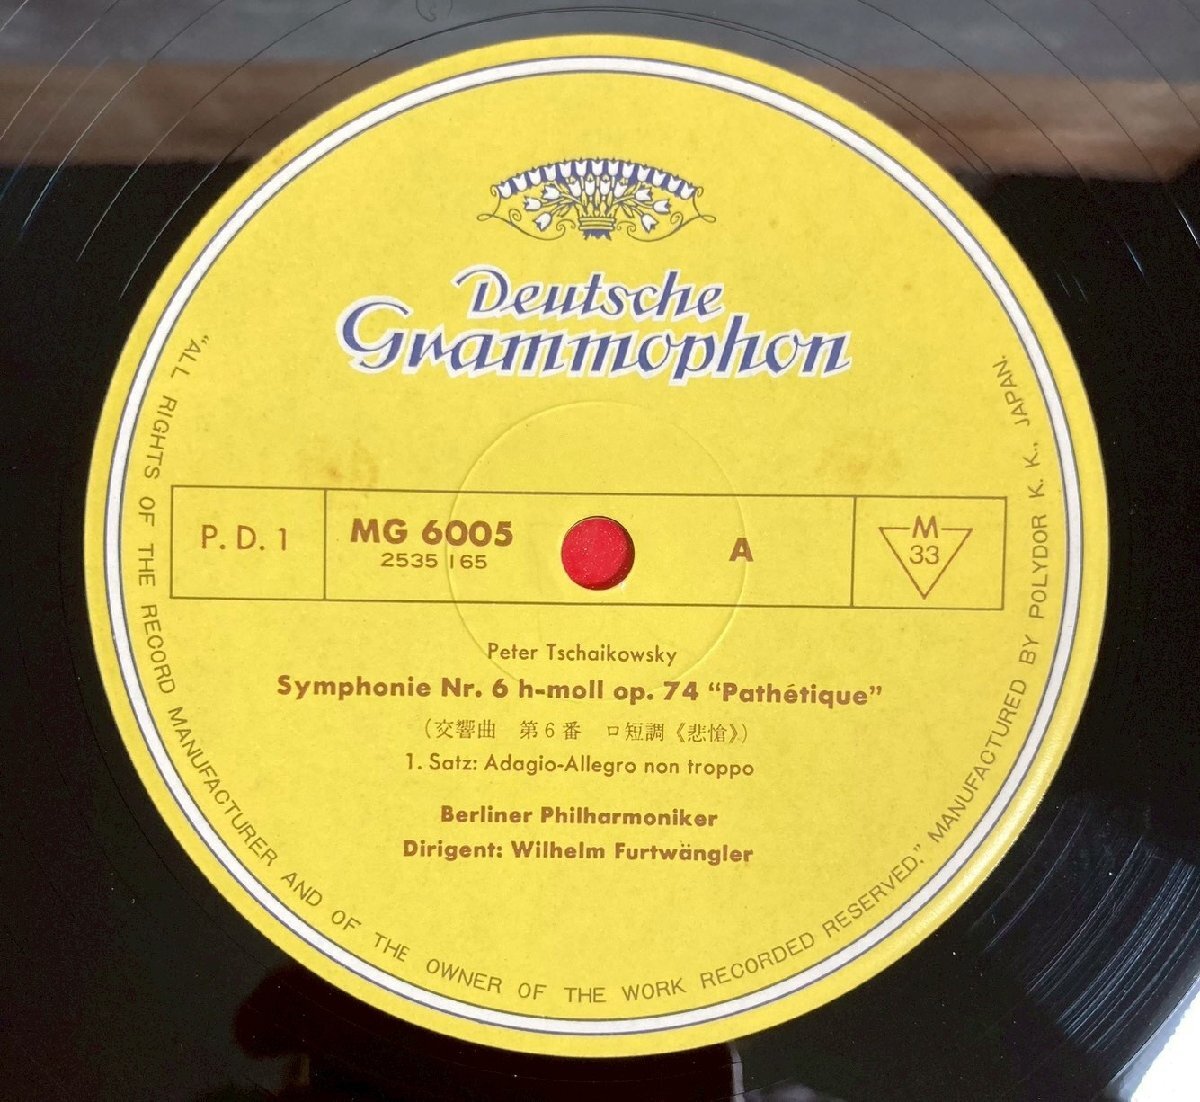 Deutsche
Grammophon
P. D. 1
MG 6005
2535 165
A
M
33
Peter Tschaikowsky
Symphonie Nr. 6 h-moll op. 74 “Pathétique”
(交響曲 第6番 ロ短調《悲愴》)
1. Satz: Adagio-Allegro non troppo
Berliner Philharmoniker
Dirigent: Wilhelm Furtwängler
“ALL RIGHTS OF THE RECORD MANUFACTURER AND OF THE OWNER OF THE WORK RECORDED RESERVED,” MANUFACTURED BY POLYDOR K. K., JAPAN.